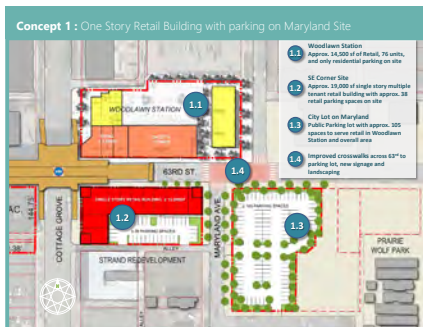 Concept 1 : One Story Retail Building with parking on Maryland Site
1.1
Woodlawn Station
Approx. 14,500 sf of Retail, 76 units,
and only residential parking on site
1.2
SE Corner Site
Approx. 19,000 of single story multiple
tenant retail building with approx. 38
retail parking spaces on site
1.3
City Lot on Maryland
Public Parking lot with approx. 105
spaces to serve retail in Woodlawn
Station and overall area
1.4
Improved crosswalks across 63rd to
parking lot, new signage and
landscaping
WOODLAWN STATION
1.1
63RD ST.
1.4
1.2
1.3
COTTAGE GROVE
MARYLAND AVE
ALLEY
STRAND REDEVELOPMENT
PRAIRIE
WOLF PARK
AC.
144.71